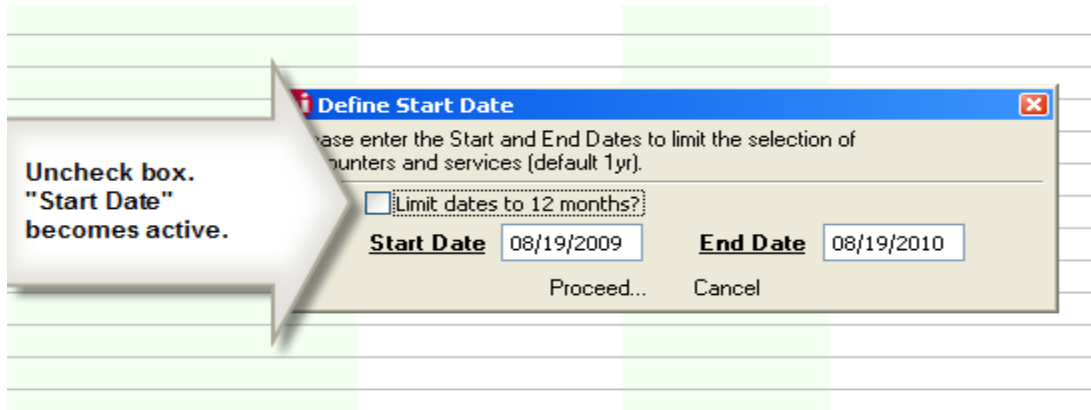 Define Start Date
ease enter the Start and End Dates to limit the selection of
ounters and services (default 1yr).
Uncheck box.
"Start Date"
becomes active.
Limit dates to 12 months?
Start Date 08/19/2009 End Date 08/19/2010
Proceed... Cancel